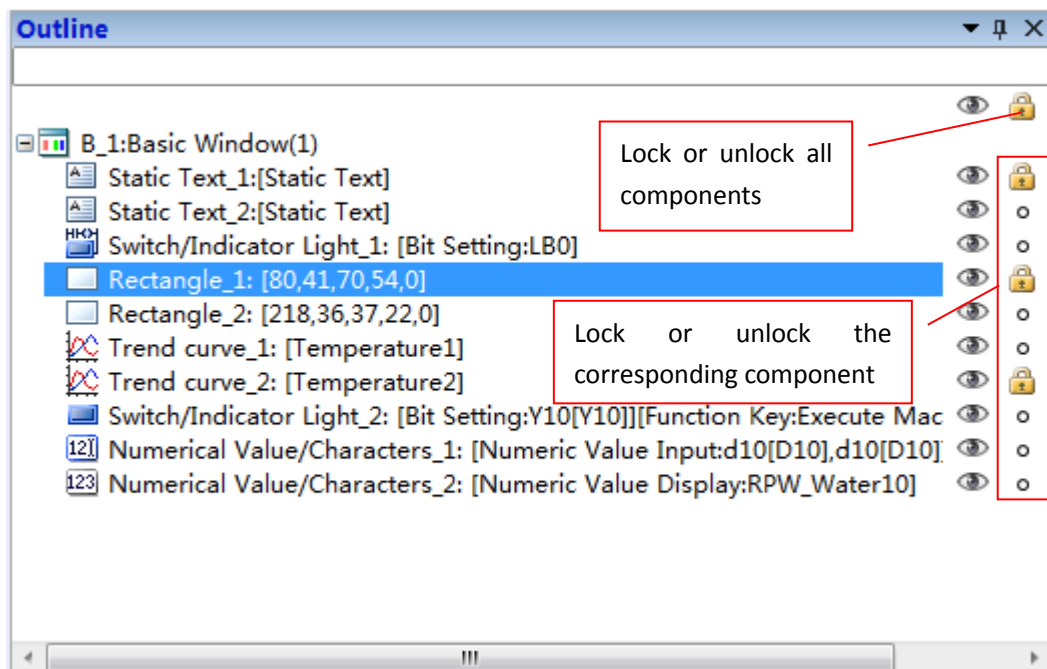 Outline
B_1:Basic Window(1)
Lock or unlock all
components
Static Text_1:[Static Text]
Static Text_2:[Static Text]
Switch/Indicator Light_1: [Bit Setting:LB0]
Rectangle_1: [80,41,70,54,0]
Rectangle_2: [218,36,37,22,0]
Lock or unlock the
corresponding component
Trend curve_1: [Temperature1]
Trend curve_2: [Temperature2]
Switch/Indicator Light_2: [Bit Setting:Y10[Y10]][Function Key:Execute Mac
Numerical Value/Characters_1: [Numeric Value Input:d10[D10],d10[D10]
Numerical Value/Characters_2: [Numeric Value Display:RPW_Water10]